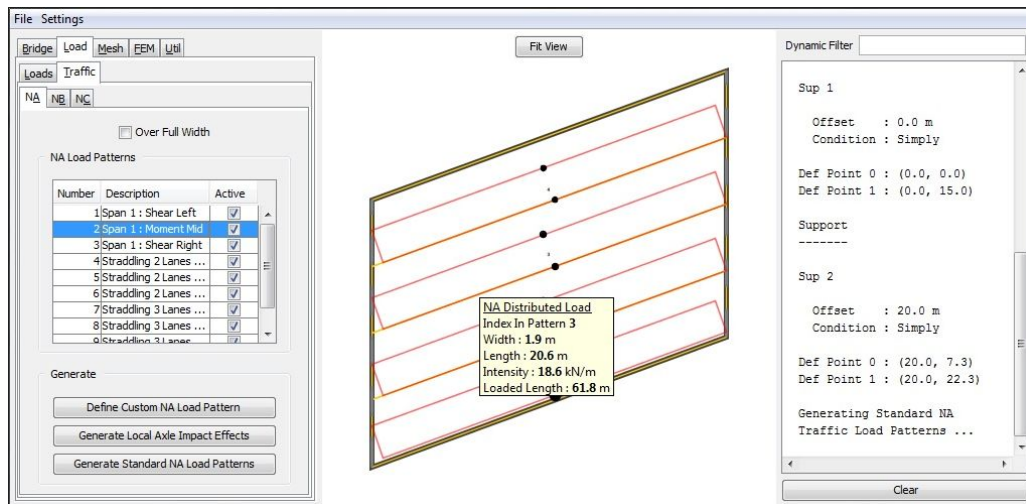 File Settings
Bridge Load Mesh FEM Util
Loads Traffic
NA NB NC
Over Full Width
NA Load Patterns
Number Description Active
1 Span 1 : Shear Left
2 Span 1 : Moment Mid
3 Span 1 : Shear Right
4 Straddling 2 Lanes ...
5 Straddling 2 Lanes ...
6 Straddling 2 Lanes ...
7 Straddling 3 Lanes ...
8 Straddling 3 Lanes ...
9 Straddling 3 Lanes
Generate
Define Custom NA Load Pattern
Generate Local Axle Impact Effects
Generate Standard NA Load Patterns
Fit View
NA Distributed Load
Index In Pattern 3
Width : 1.9 m
Length : 20.6 m
Intensity : 18.6 kN/m
Loaded Length : 61.8 m
Dynamic Filter
Sup 1
Offset : 0.0 m
Condition : Simply
Def Point 0 : (0.0, 0.0)
Def Point 1 : (0.0, 15.0)
Support
-------
Sup 2
Offset : 20.0 m
Condition : Simply
Def Point 0 : (20.0, 7.3)
Def Point 1 : (20.0, 22.3)
Generating Standard NA
Traffic Load Patterns ...
Clear